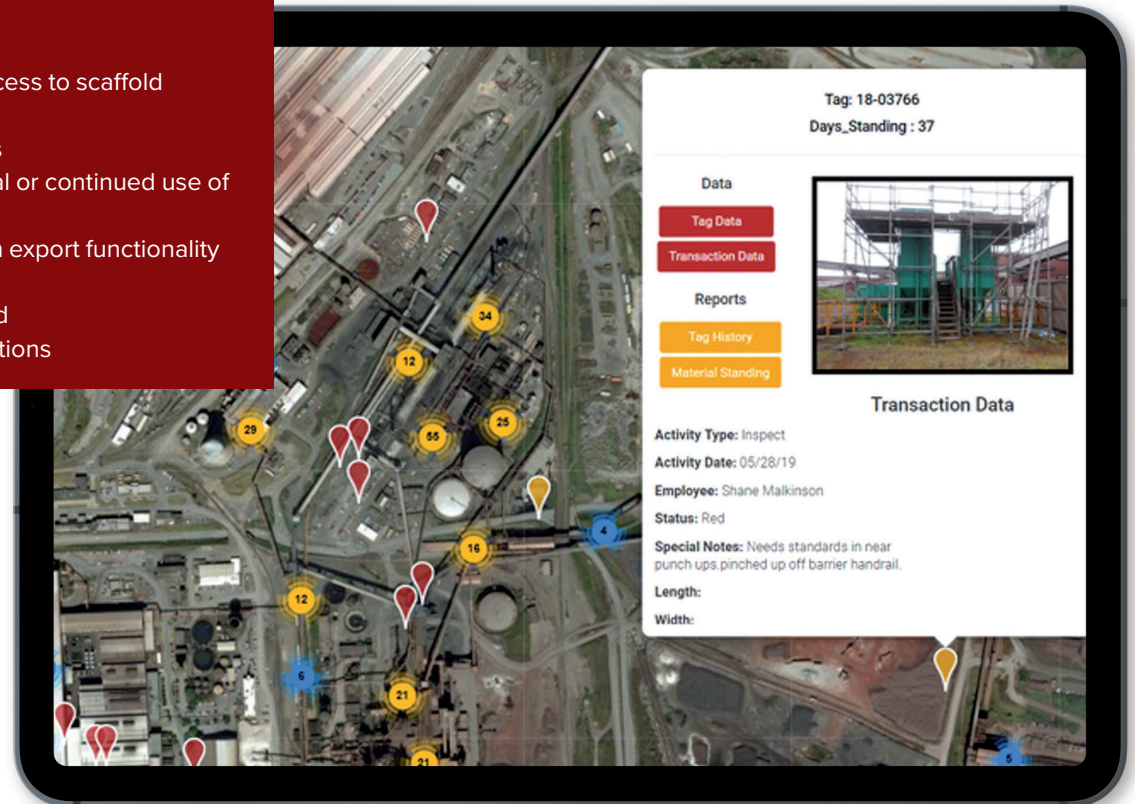 cess to scaffold
s
al or continued use of
n export functionality
d
tions
Tag: 18-03766
Days_Standing : 37
Data
Tag Data
Transaction Data
Reports
Tag History
Material Standing
Transaction Data
Activity Type: Inspect
Activity Date: 05/28/19
Employee: Shane Malkinson
Status: Red
Special Notes: Needs standards in near
punch ups.pinched up off barrier handrail.
Length:
Width:
34
12
29
55
25
16
4
12
6
21
21
5